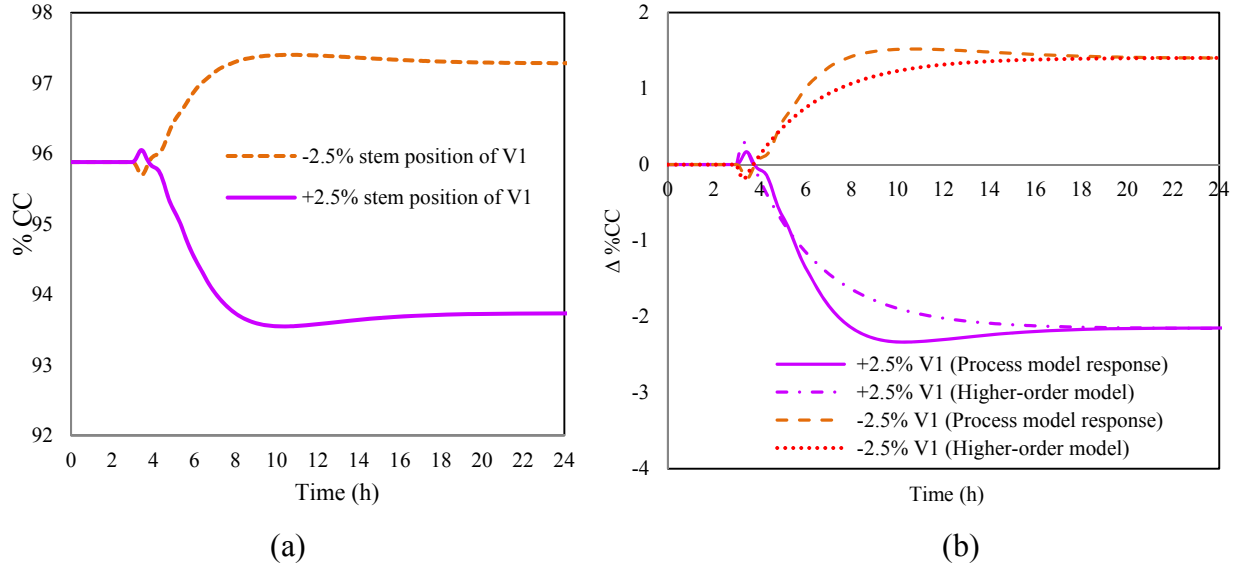 98
97
96
95
94
93
92
% CC
-2.5% stem position of V1
+2.5% stem position of V1
0 2 4 6 8 10 12 14 16 18 20 22 24
Time (h)
(a)
2
1
0
-1
-2
-3
-4
Δ %CC
0 2 4 6 8 10 12 14 16 18 20 22 24
+2.5% V1 (Process model response)
+2.5% V1 (Higher-order model)
-2.5% V1 (Process model response)
-2.5% V1 (Higher-order model)
Time (h)
(b)